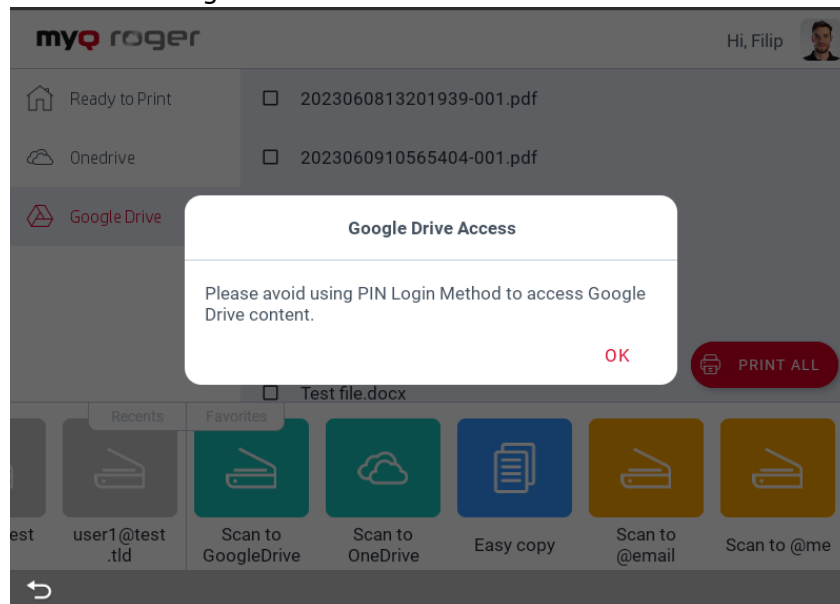 myQ roger
Hi, Filip
Ready to Print
2023060813201939-001.pdf
Onedrive
2023060910565404-001.pdf
Google Drive
Google Drive Access
Please avoid using PIN Login Method to access Google
Drive content.
OK
PRINT ALL
Test file.docx
Recents
Favorites
est
user1@test
.tld
Scan to
GoogleDrive
Scan to
OneDrive
Easy copy
Scan to
@email
Scan to @me